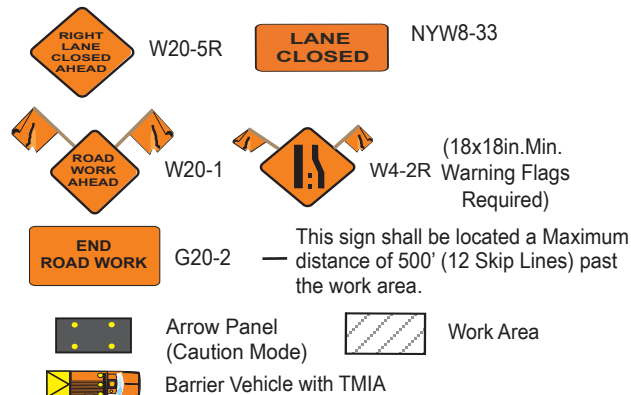 RIGHT
LANE
CLOSED
AHEAD
W20-5R
LANE
CLOSED
NYW8-33
ROAD
WORK
AHEAD
W20-1
W4-2R
(18x18in.Min.
Warning Flags
Required)
END
ROAD WORK
G20-2
This sign shall be located a Maximum
distance of 500' (12 Skip Lines) past
the work area.
Arrow Panel
(Caution Mode)
Work Area
Barrier Vehicle with TMIA